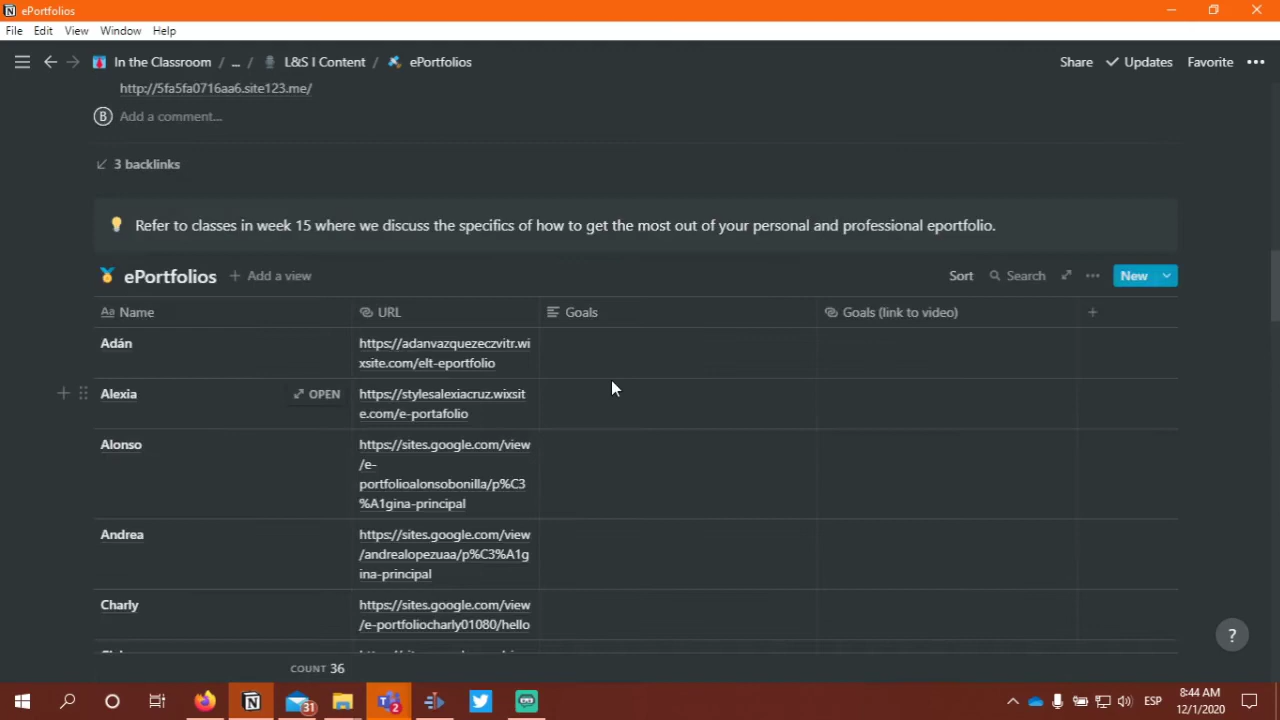 ePortfolios
File Edit View Window Help
In the Classroom / ... / L&S I Content / ePortfolios
Share Updates Favorite •••
http://5fa5fa0716aa6.site123.me/
B Add a comment...
3 backlinks
Refer to classes in week 15 where we discuss the specifics of how to get the most out of your personal and professional eportfolio.
ePortfolios + Add a view
Sort Search ••• New
Aa Name URL Goals Goals (link to video) +
Adán
https://adanvazquezeczvitr.wi
xsite.com/elt-eportfolio
Alexia OPEN
https://stylesalexiacruz.wixsit
e.com/e-portafolio
Alonso
https://sites.google.com/view
/e-
portfolioalonsobonilla/p%C3
%A1gina-principal
Andrea
https://sites.google.com/view
/andrealopezuaa/p%C3%A1g
ina-principal
Charly
https://sites.google.com/view
/e-portfoliocharly01080/hello
COUNT 36
?
31
2
ESP
8:44 AM
12/1/2020